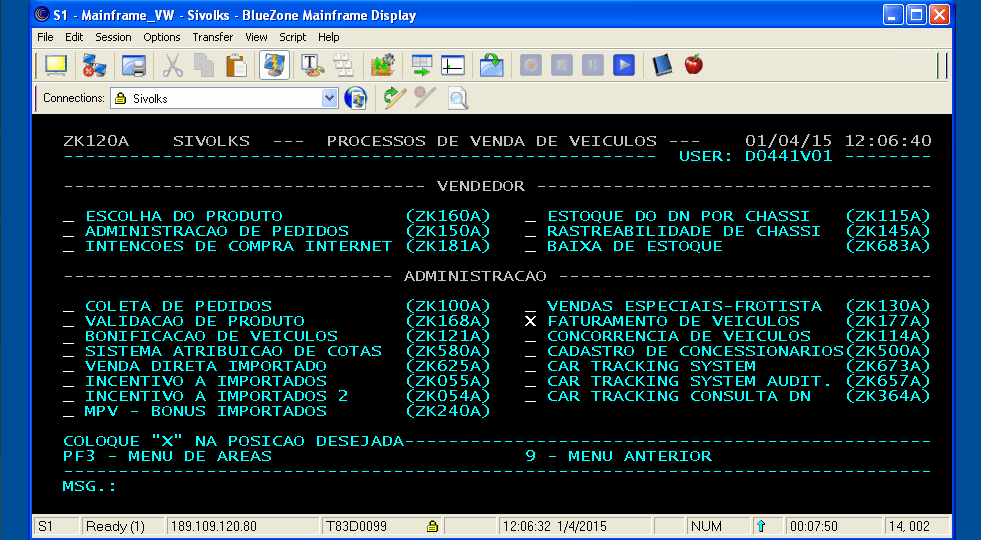 S1 - Mainframe_VW - Sivolks - BlueZone Mainframe Display
File Edit Session Options Transfer View Script Help
Connections: Sivolks
ZK120A SIVOLKS --- PROCESSOS DE VENDA DE VEICULOS --- 01/04/15 12:06:40
------------------------------------------------------ USER: D0441V01 --------
--------------------------------- VENDEDOR ------------------------------------
_ ESCOLHA DO PRODUTO (ZK160A) _ ESTOQUE DO DN POR CHASSI (ZK115A)
_ ADMINISTRACAO DE PEDIDOS (ZK150A) _ RASTREABILIDADE DE CHASSI (ZK145A)
_ INTENCOES DE COMPRA INTERNET (ZK181A) _ BAIXA DE ESTOQUE (ZK683A)
------------------------------ ADMINISTRACAO ----------------------------------
_ COLETA DE PEDIDOS (ZK100A) _ VENDAS ESPECIAIS-FROTISTA (ZK130A)
_ VALIDACAO DE PRODUTO (ZK168A) X FATURAMENTO DE VEICULOS (ZK177A)
_ BONIFICACAO DE VEICULOS (ZK121A) _ CONCORRENCIA DE VEICULOS (ZK114A)
_ SISTEMA ATRIBUICAO DE COTAS (ZK580A) _ CADASTRO DE CONCESSIONARIOS(ZK500A)
_ VENDA DIRETA IMPORTADO (ZK625A) _ CAR TRACKING SYSTEM (ZK673A)
_ INCENTIVO A IMPORTADOS (ZK055A) _ CAR TRACKING SYSTEM AUDIT. (ZK657A)
_ INCENTIVO A IMPORTADOS 2 (ZK054A) _ CAR TRACKING CONSULTA DN (ZK364A)
_ MPV - BONUS IMPORTADOS (ZK240A)
COLOQUE "X" NA POSICAO DESEJADA------------------------------------------------
PF3 - MENU DE AREAS 9 - MENU ANTERIOR
-------------------------------------------------------------------------------
MSG.:
S1 Ready (1) 189.109.120.80 T83D0099 12:06:32 1/4/2015 NUM 00:07:50 14, 002